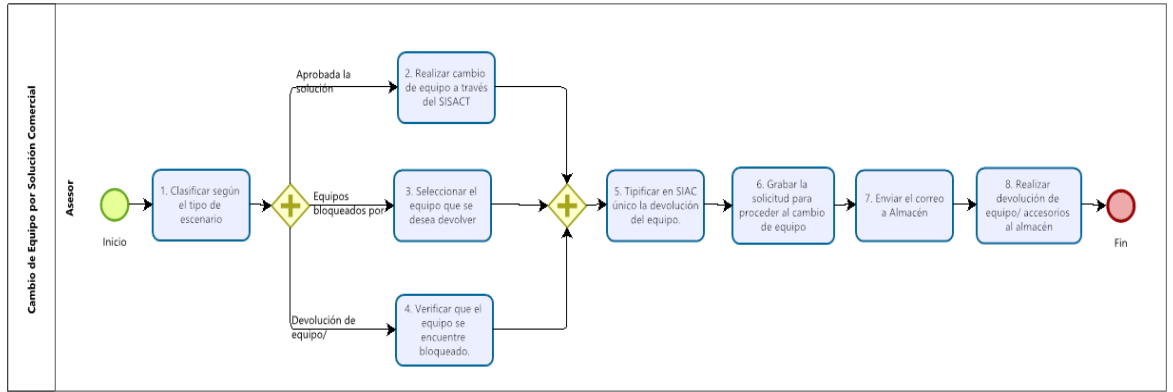 Cambio de Equipo por Solución Comercial
Asesor
Inicio
1. Clasificar según
el tipo de
escenario
Aprobada la
solución
2. Realizar cambio
de equipo a través
del SISACT
Equipos
bloqueados por
3. Seleccionar el
equipo que se
desea devolver
Devolución de
equipo/
4. Verificar que el
equipo se
encuentre
bloqueado.
5. Tipificar en SIAC
único la devolución
del equipo.
6. Grabar la
solicitud para
proceder al cambio
de equipo
7. Enviar el correo
a Almacén
8. Realizar
devolución de
equipo/ accesorios
al almacén
Fin